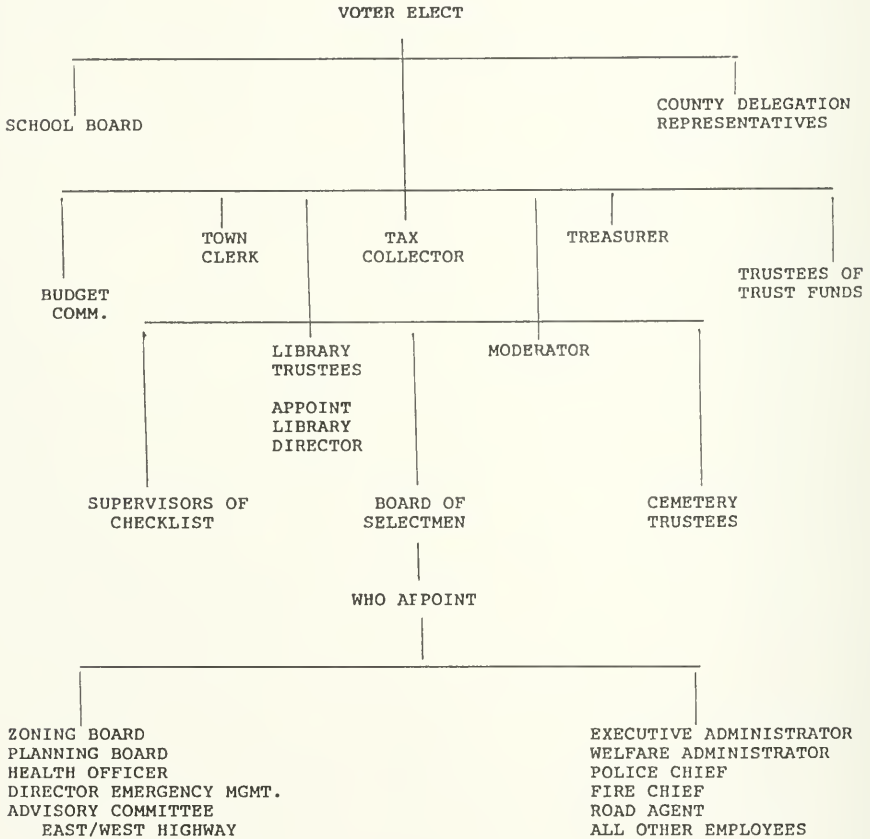 VOTER ELECT
SCHOOL BOARD
COUNTY DELEGATION
REPRESENTATIVES
BUDGET
COMM.
TOWN
CLERK
TAX
COLLECTOR
TREASURER
TRUSTEES OF
TRUST FUNDS
LIBRARY
TRUSTEES
APPOINT
LIBRARY
DIRECTOR
MODERATOR
SUPERVISORS OF
CHECKLIST
BOARD OF
SELECTMEN
CEMETERY
TRUSTEES
WHO APPOINT
ZONING BOARD
PLANNING BOARD
HEALTH OFFICER
DIRECTOR EMERGENCY MGMT.
ADVISORY COMMITTEE
EAST/WEST HIGHWAY
EXECUTIVE ADMINISTRATOR
WELFARE ADMINISTRATOR
POLICE CHIEF
FIRE CHIEF
ROAD AGENT
ALL OTHER EMPLOYEES